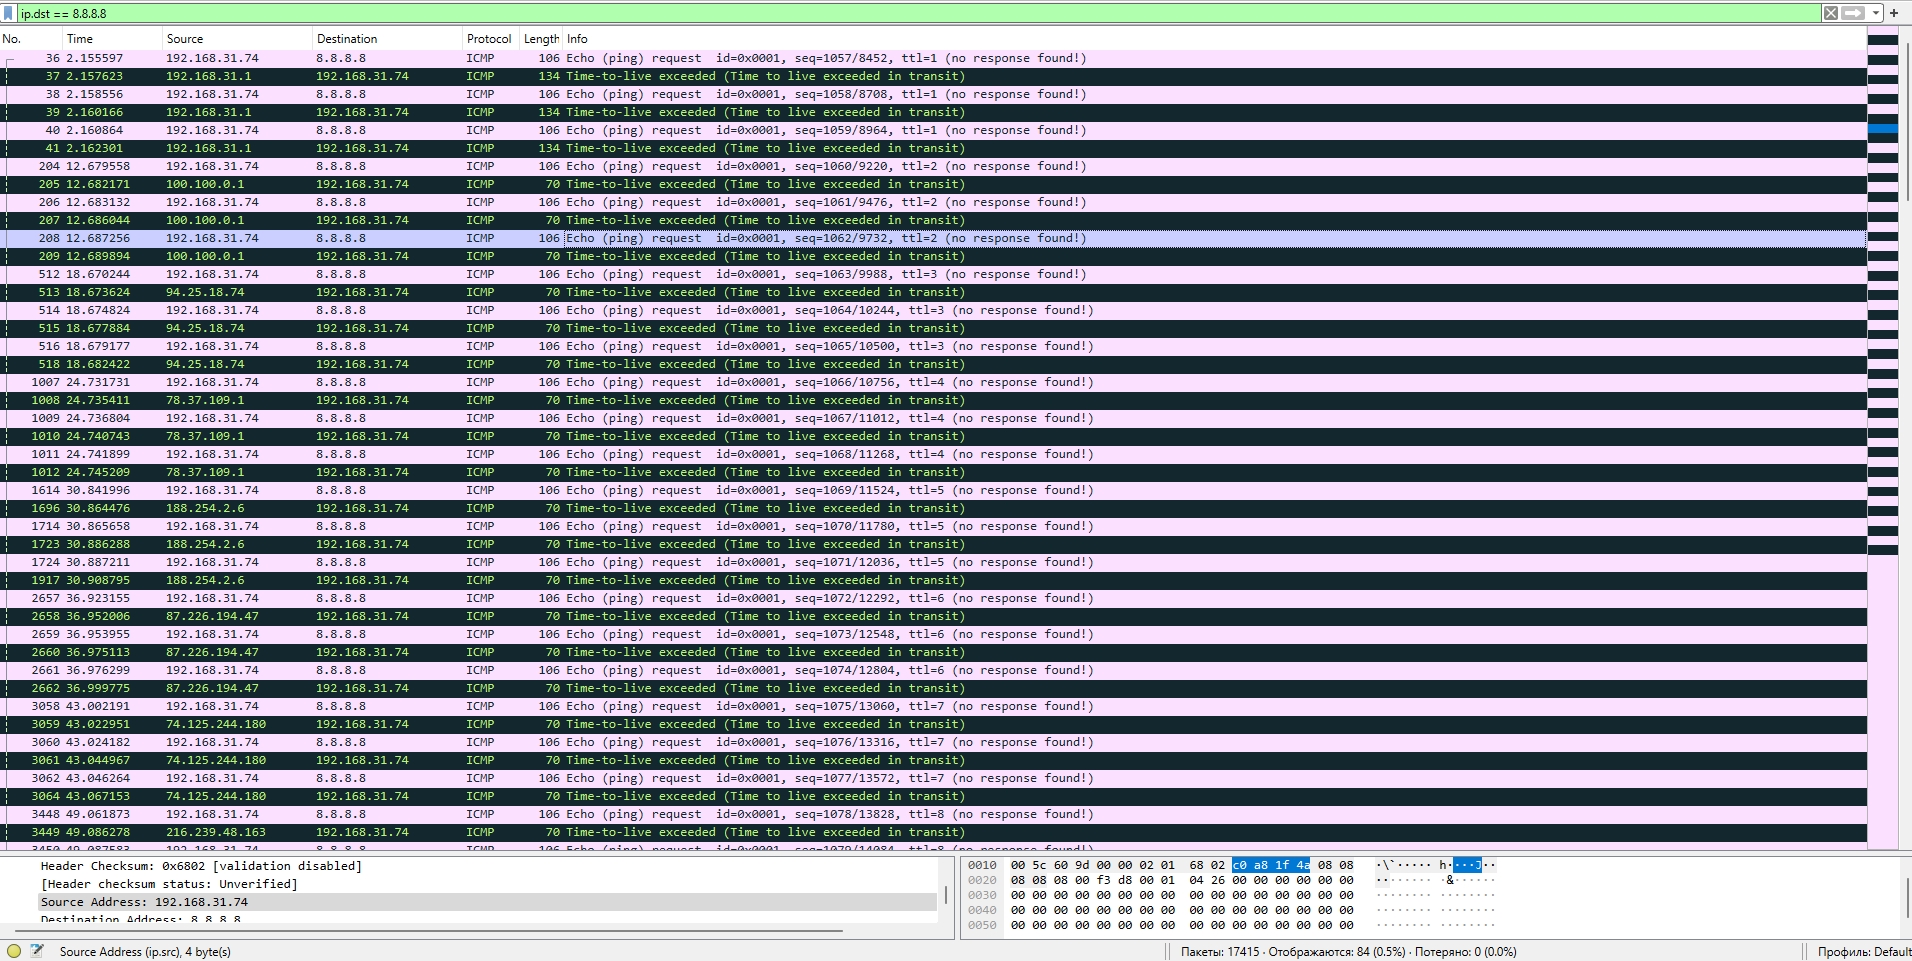 ip.dst == 8.8.8.8
No. Time Source Destination Protocol Length Info
36 2.155597 192.168.31.74 8.8.8.8 ICMP 106 Echo (ping) request id=0x0001, seq=1057/8452, ttl=1 (no response found!)
37 2.157623 192.168.31.1 192.168.31.74 ICMP 134 Time-to-live exceeded (Time to live exceeded in transit)
38 2.158556 192.168.31.74 8.8.8.8 ICMP 106 Echo (ping) request id=0x0001, seq=1058/8708, ttl=1 (no response found!)
39 2.160166 192.168.31.1 192.168.31.74 ICMP 134 Time-to-live exceeded (Time to live exceeded in transit)
40 2.160864 192.168.31.74 8.8.8.8 ICMP 106 Echo (ping) request id=0x0001, seq=1059/8964, ttl=1 (no response found!)
41 2.162301 192.168.31.1 192.168.31.74 ICMP 134 Time-to-live exceeded (Time to live exceeded in transit)
204 12.679558 192.168.31.74 8.8.8.8 ICMP 106 Echo (ping) request id=0x0001, seq=1060/9220, ttl=2 (no response found!)
205 12.682171 100.100.0.1 192.168.31.74 ICMP 70 Time-to-live exceeded (Time to live exceeded in transit)
206 12.683132 192.168.31.74 8.8.8.8 ICMP 106 Echo (ping) request id=0x0001, seq=1061/9476, ttl=2 (no response found!)
207 12.686044 100.100.0.1 192.168.31.74 ICMP 70 Time-to-live exceeded (Time to live exceeded in transit)
208 12.687256 192.168.31.74 8.8.8.8 ICMP 106 Echo (ping) request id=0x0001, seq=1062/9732, ttl=2 (no response found!)
209 12.689894 100.100.0.1 192.168.31.74 ICMP 70 Time-to-live exceeded (Time to live exceeded in transit)
512 18.670244 192.168.31.74 8.8.8.8 ICMP 106 Echo (ping) request id=0x0001, seq=1063/9988, ttl=3 (no response found!)
513 18.673624 94.25.18.74 192.168.31.74 ICMP 70 Time-to-live exceeded (Time to live exceeded in transit)
514 18.674824 192.168.31.74 8.8.8.8 ICMP 106 Echo (ping) request id=0x0001, seq=1064/10244, ttl=3 (no response found!)
515 18.677884 94.25.18.74 192.168.31.74 ICMP 70 Time-to-live exceeded (Time to live exceeded in transit)
516 18.679177 192.168.31.74 8.8.8.8 ICMP 106 Echo (ping) request id=0x0001, seq=1065/10500, ttl=3 (no response found!)
518 18.682422 94.25.18.74 192.168.31.74 ICMP 70 Time-to-live exceeded (Time to live exceeded in transit)
1007 24.731731 192.168.31.74 8.8.8.8 ICMP 106 Echo (ping) request id=0x0001, seq=1066/10756, ttl=4 (no response found!)
1008 24.735411 78.37.109.1 192.168.31.74 ICMP 70 Time-to-live exceeded (Time to live exceeded in transit)
1009 24.736804 192.168.31.74 8.8.8.8 ICMP 106 Echo (ping) request id=0x0001, seq=1067/11012, ttl=4 (no response found!)
1010 24.740743 78.37.109.1 192.168.31.74 ICMP 70 Time-to-live exceeded (Time to live exceeded in transit)
1011 24.741899 192.168.31.74 8.8.8.8 ICMP 106 Echo (ping) request id=0x0001, seq=1068/11268, ttl=4 (no response found!)
1012 24.745209 78.37.109.1 192.168.31.74 ICMP 70 Time-to-live exceeded (Time to live exceeded in transit)
1614 30.841996 192.168.31.74 8.8.8.8 ICMP 106 Echo (ping) request id=0x0001, seq=1069/11524, ttl=5 (no response found!)
1696 30.864476 188.254.2.6 192.168.31.74 ICMP 70 Time-to-live exceeded (Time to live exceeded in transit)
1714 30.865658 192.168.31.74 8.8.8.8 ICMP 106 Echo (ping) request id=0x0001, seq=1070/11780, ttl=5 (no response found!)
1723 30.886288 188.254.2.6 192.168.31.74 ICMP 70 Time-to-live exceeded (Time to live exceeded in transit)
1724 30.887211 192.168.31.74 8.8.8.8 ICMP 106 Echo (ping) request id=0x0001, seq=1071/12036, ttl=5 (no response found!)
1917 30.908795 188.254.2.6 192.168.31.74 ICMP 70 Time-to-live exceeded (Time to live exceeded in transit)
2657 36.923155 192.168.31.74 8.8.8.8 ICMP 106 Echo (ping) request id=0x0001, seq=1072/12292, ttl=6 (no response found!)
2658 36.952006 87.226.194.47 192.168.31.74 ICMP 70 Time-to-live exceeded (Time to live exceeded in transit)
2659 36.953955 192.168.31.74 8.8.8.8 ICMP 106 Echo (ping) request id=0x0001, seq=1073/12548, ttl=6 (no response found!)
2660 36.975113 87.226.194.47 192.168.31.74 ICMP 70 Time-to-live exceeded (Time to live exceeded in transit)
2661 36.976299 192.168.31.74 8.8.8.8 ICMP 106 Echo (ping) request id=0x0001, seq=1074/12804, ttl=6 (no response found!)
2662 36.999775 87.226.194.47 192.168.31.74 ICMP 70 Time-to-live exceeded (Time to live exceeded in transit)
3058 43.002191 192.168.31.74 8.8.8.8 ICMP 106 Echo (ping) request id=0x0001, seq=1075/13060, ttl=7 (no response found!)
3059 43.022951 74.125.244.180 192.168.31.74 ICMP 70 Time-to-live exceeded (Time to live exceeded in transit)
3060 43.024182 192.168.31.74 8.8.8.8 ICMP 106 Echo (ping) request id=0x0001, seq=1076/13316, ttl=7 (no response found!)
3061 43.044967 74.125.244.180 192.168.31.74 ICMP 70 Time-to-live exceeded (Time to live exceeded in transit)
3062 43.046264 192.168.31.74 8.8.8.8 ICMP 106 Echo (ping) request id=0x0001, seq=1077/13572, ttl=7 (no response found!)
3064 43.067153 74.125.244.180 192.168.31.74 ICMP 70 Time-to-live exceeded (Time to live exceeded in transit)
3448 49.061873 192.168.31.74 8.8.8.8 ICMP 106 Echo (ping) request id=0x0001, seq=1078/13828, ttl=8 (no response found!)
3449 49.086278 216.239.48.163 192.168.31.74 ICMP 70 Time-to-live exceeded (Time to live exceeded in transit)
3450 49.087583 192.168.31.74 8.8.8.8 ICMP 106 Echo (ping) request id=0x0001, seq=1079/14084, ttl=8 (no response found!)
Header Checksum: 0x6802 [validation disabled]
[Header checksum status: Unverified]
Source Address: 192.168.31.74
Destination Address: 8.8.8.8
0010 00 5c 60 9d 00 00 02 01 68 02 c0 a8 1f 4a 08 08 ·\`····· h····J··
0020 08 08 08 00 f3 d8 00 01 04 26 00 00 00 00 00 00 ········ ·&······
0030 00 00 00 00 00 00 00 00 00 00 00 00 00 00 00 00 ········ ········
0040 00 00 00 00 00 00 00 00 00 00 00 00 00 00 00 00 ········ ········
0050 00 00 00 00 00 00 00 00 00 00 00 00 00 00 00 00 ········ ········
Source Address (ip.src), 4 byte(s)
Пакеты: 17415 · Отображаются: 84 (0.5%) · Потеряно: 0 (0.0%)
Профиль: Default